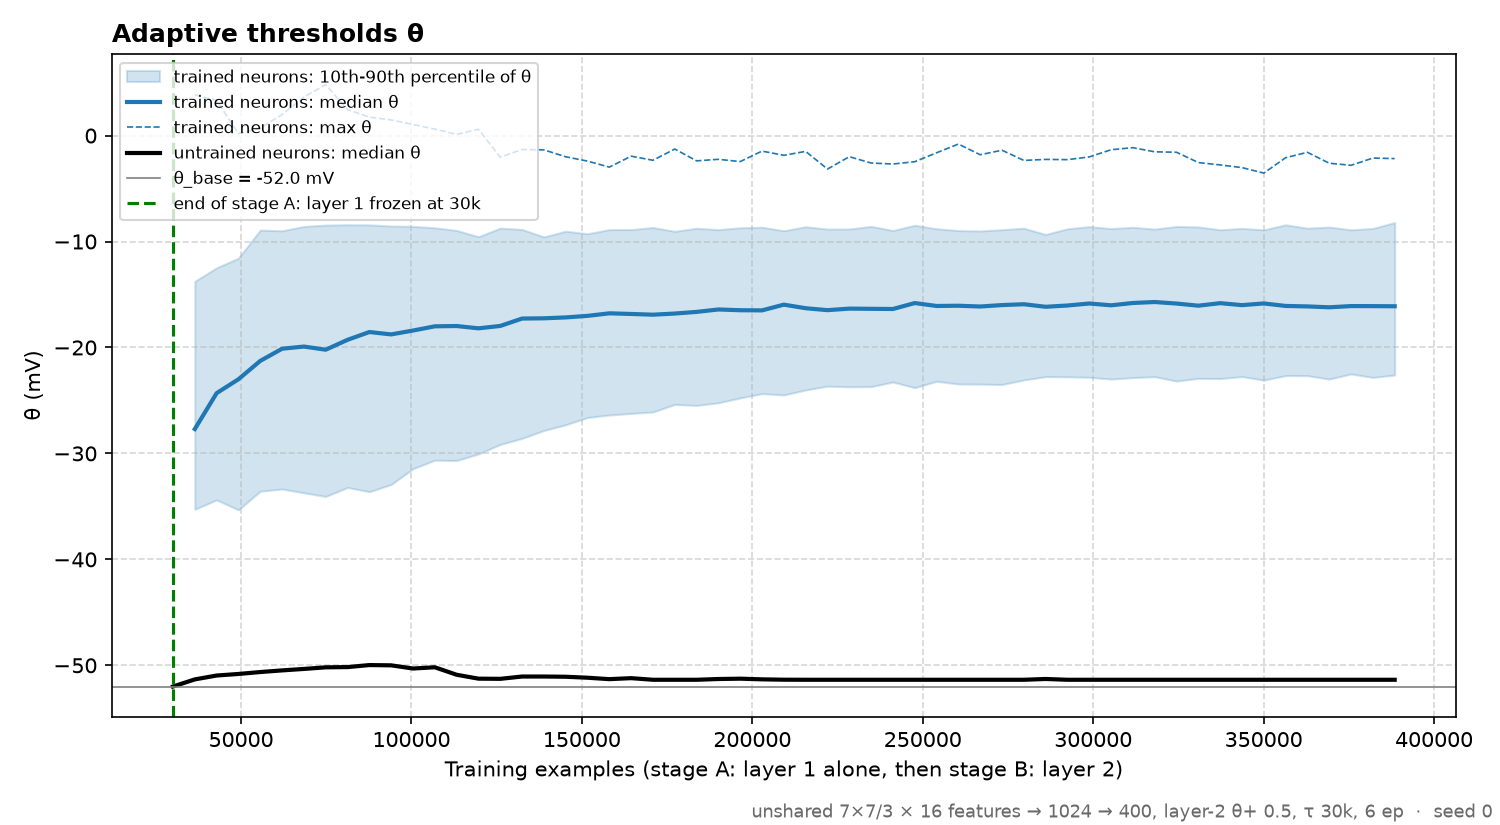 Adaptive thresholds θ
trained neurons: 10th-90th percentile of θ
trained neurons: median θ
trained neurons: max θ
untrained neurons: median θ
θ_base = -52.0 mV
end of stage A: layer 1 frozen at 30k
θ (mV)
0
−10
−20
−30
−40
−50
50000 100000 150000 200000 250000 300000 350000 400000
Training examples (stage A: layer 1 alone, then stage B: layer 2)
unshared 7×7/3 × 16 features → 1024 → 400, layer-2 θ+ 0.5, τ 30k, 6 ep · seed 0